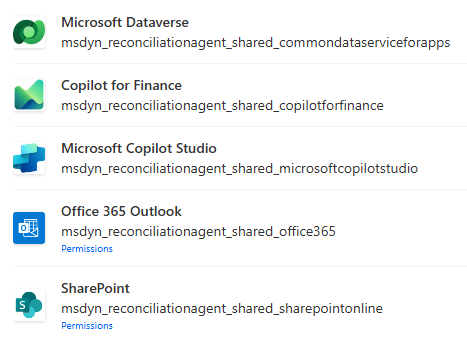 Microsoft Dataverse
msdyn_reconciliationagent_shared_commondataserviceforapps
Copilot for Finance
msdyn_reconciliationagent_shared_copilotforfinance
Microsoft Copilot Studio
msdyn_reconciliationagent_shared_microsoftcopilotstudio
Office 365 Outlook
msdyn_reconciliationagent_shared_office365
Permissions
SharePoint
msdyn_reconciliationagent_shared_sharepointonline
Permissions